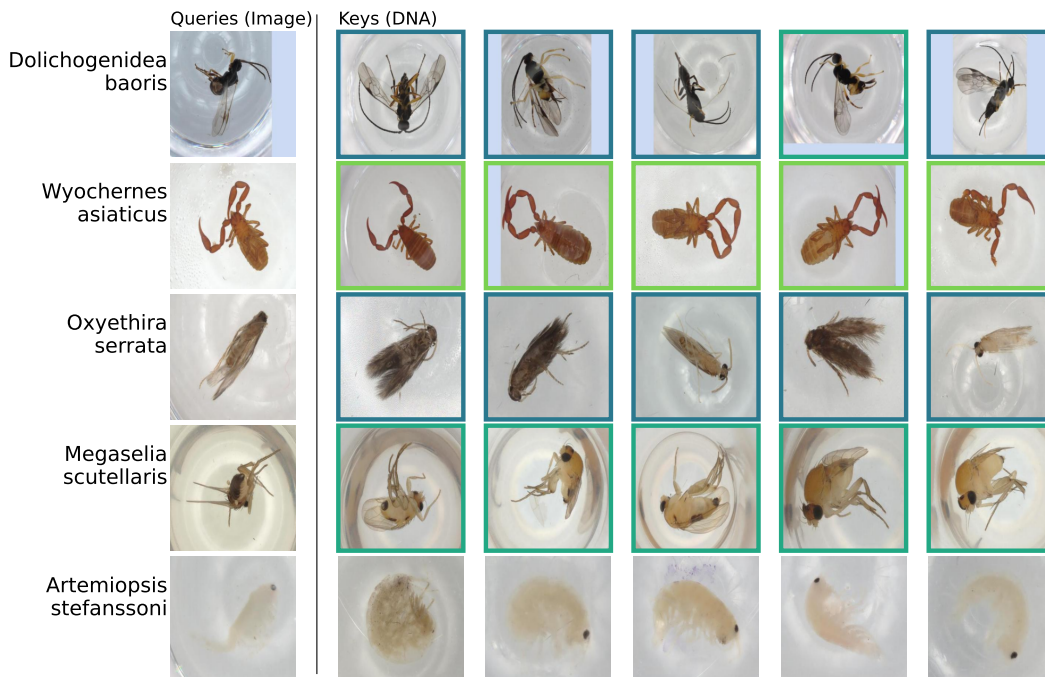 Queries (Image)
Keys (DNA)
Dolichogenidea
baoris
Wyochernes
asiaticus
Oxyethira
serrata
Megaselia
scutellaris
Artemiopsis
stefanssoni